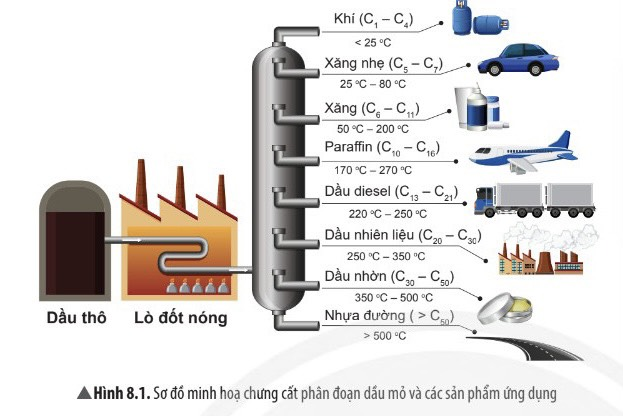 Khí (C₁ – C₄)
< 25 °C
Xăng nhẹ (C₅ – C₇)
25 °C – 80 °C
Xăng (C₆ – C₁₁)
50 °C – 200 °C
Paraffin (C₁₀ – C₁₆)
170 °C – 270 °C
Dầu diesel (C₁₃ – C₂₁)
220 °C – 250 °C
Dầu nhiên liệu (C₂₀ – C₃₀)
250 °C – 350 °C
Dầu nhờn (C₃₀ – C₅₀)
350 °C – 500 °C
Nhựa đường ( > C₅₀)
> 500 °C
Dầu thô
Lò đốt nóng
▲Hình 8.1. Sơ đồ minh hoạ chưng cất phân đoạn dầu mỏ và các sản phẩm ứng dụng